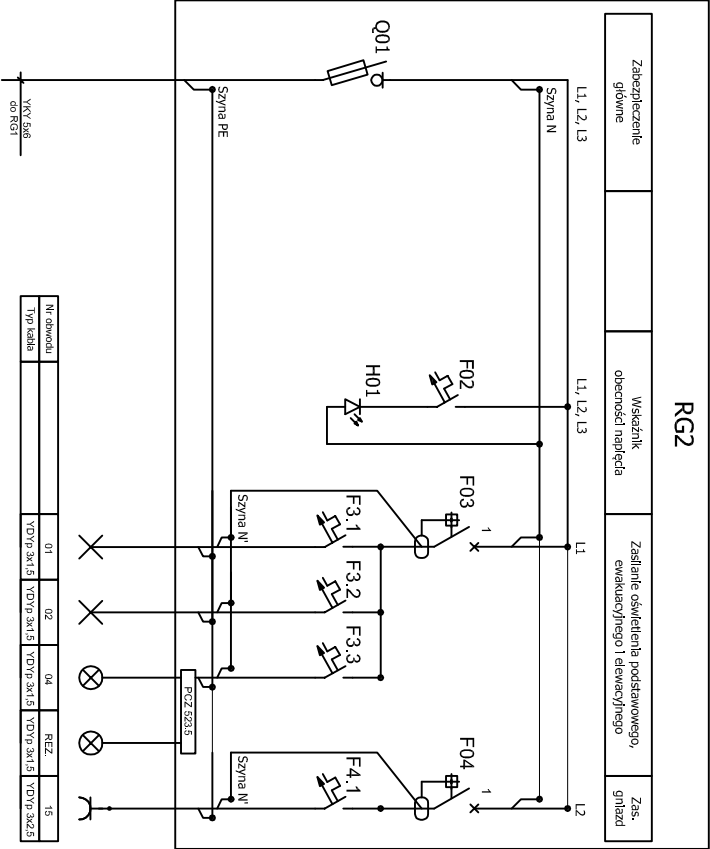 RG2
Zabezpieczenie
główne
Wskaźnik
obecności napięcia
Zasilanie oświetlenia podstawowego,
ewakuacyjnego i elewacyjnego
Zas.
gniazd
L1, L2, L3
L1, L2, L3
L1
L2
Szyna N
Q01
F02
H01
F03
1
F04
1
F3.1
F3.2
F3.3
F4.1
Szyna PE
Szyna N'
Szyna N'
PCZ 523.5
YKY 5x6
do RG1
Nr obwodu
01
02
04
REZ.
15
Typ kabla
YDYp 3x1,5
YDYp 3x1,5
YDYp 3x1,5
YDYp 3x1,5
YDYp 3x2,5